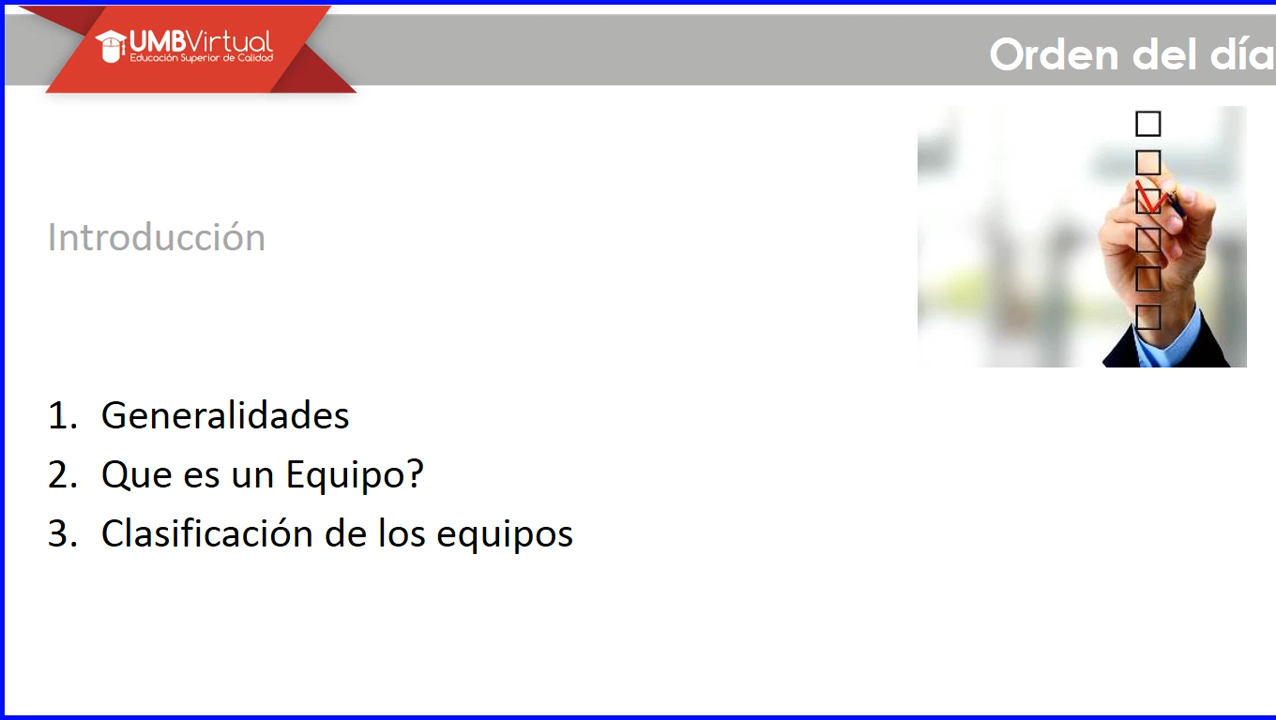 UMBVirtual
Educación Superior de Calidad
Orden del día
Introducción
1. Generalidades
2. Que es un Equipo?
3. Clasificación de los equipos